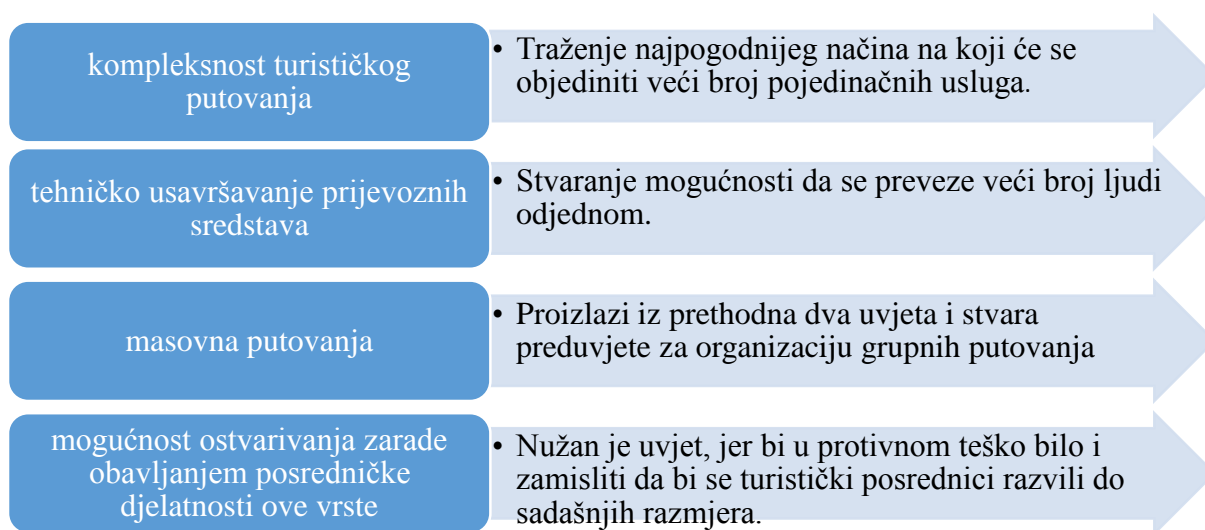 kompleksnost turističkog
putovanja
• Traženje najpogodnijeg načina na koji će se
objediniti veći broj pojedinačnih usluga.
tehničko usavršavanje prijevoznih
sredstava
• Stvaranje mogućnosti da se preveze veći broj ljudi
odjednom.
masovna putovanja
• Proizlazi iz prethodna dva uvjeta i stvara
preduvjete za organizaciju grupnih putovanja
mogućnost ostvarivanja zarade
obavljanjem posredničke
djelatnosti ove vrste
• Nužan je uvjet, jer bi u protivnom teško bilo i
zamisliti da bi se turistički posrednici razvili do
sadašnjih razmjera.